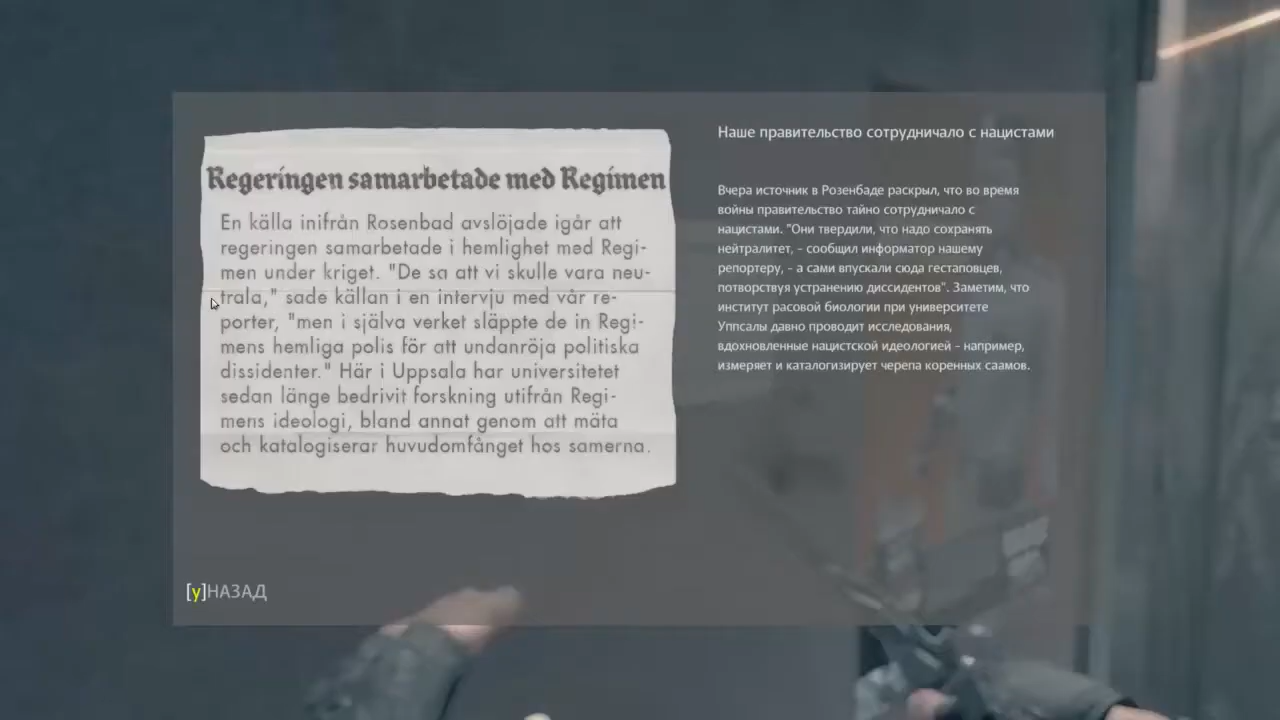 Regeringen samarbetade med Regimen
En källa inifrån Rosenbad avslöjade igår att
regeringen samarbetade i hemlighet med Regi-
men under kriget. "De sa att vi skulle vara neu-
trala," sade källan i en intervju med vår re-
porter, "men i själva verket släppte de in Regi-
mens hemliga polis för att undanröja politiska
dissidenter." Här i Uppsala har universitetet
sedan länge bedrivit forskning utifrån Regi-
mens ideologi, bland annat genom att mäta
och katalogiserar huvudomfånget hos samerna.
Наше правительство сотрудничало с нацистами
Вчера источник в Розенбаде раскрыл, что во время
войны правительство тайно сотрудничало с
нацистами. "Они твердили, что надо сохранять
нейтралитет, – сообщил информатор нашему
репортеру, – а сами впускали сюда гестаповцев,
потворствуя устранению диссидентов". Заметим, что
институт расовой биологии при университете
Уппсалы давно проводит исследования,
вдохновленные нацистской идеологией – например,
измеряет и каталогизирует черепа коренных саамов.
[y]НАЗАД